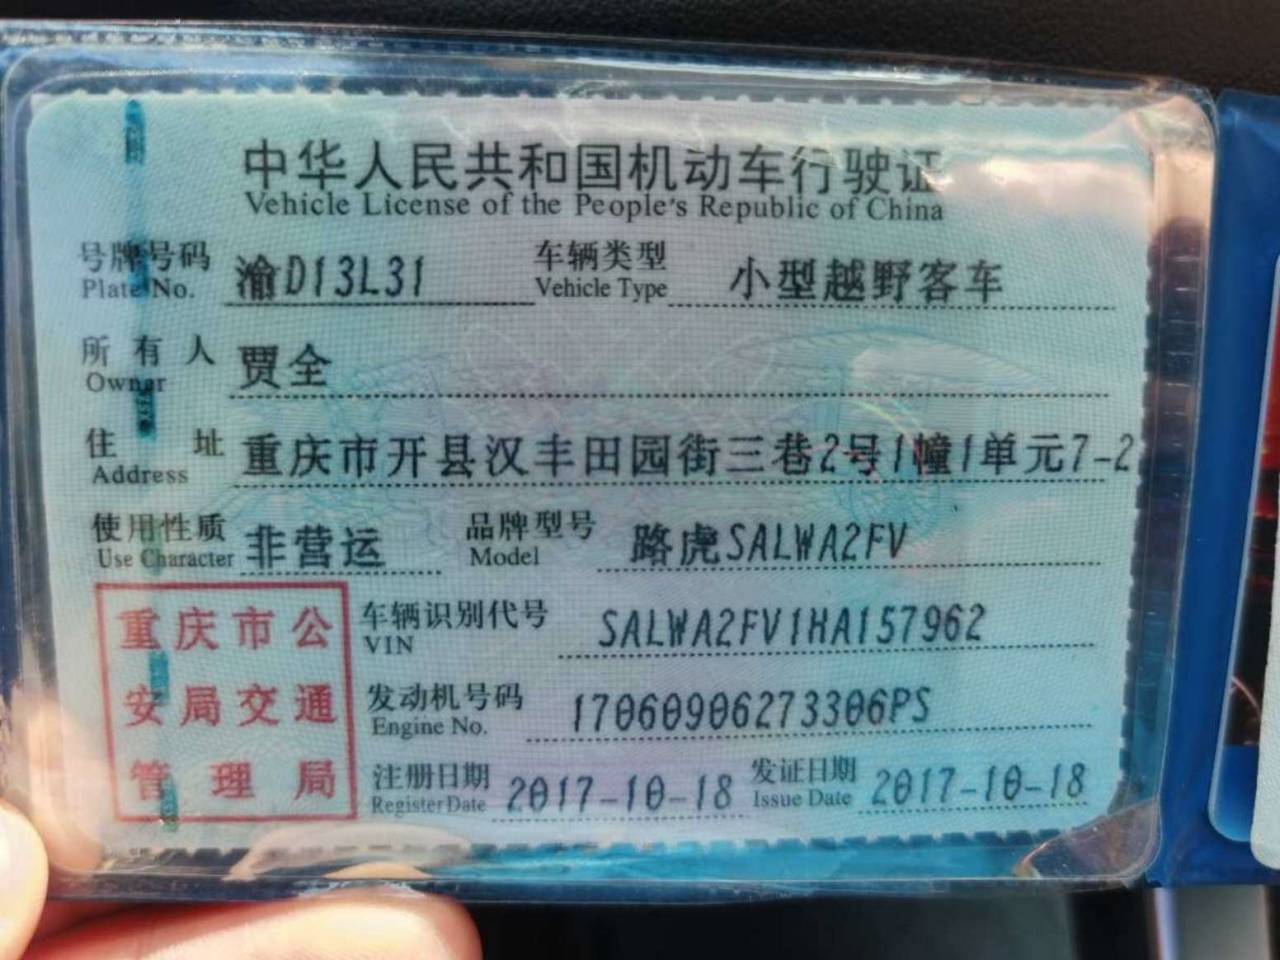 中华人民共和国机动车行驶证
Vehicle License of the People's Republic of China
号牌号码 渝D13L31 车辆类型 小型越野客车
Plate No. Vehicle Type
所有人 贾全
Owner
住址 重庆市开县汉丰田园街三巷2号1幢1单元7-2
Address
使用性质 非营运 品牌型号 路虎SALWA2FV
Use Character Model
重庆市公
安局交通
管理局
车辆识别代号 SALWA2FV1HA157962
VIN
发动机号码 17060906273306PS
Engine No.
注册日期 2017-10-18 发证日期 2017-10-18
Register Date Issue Date